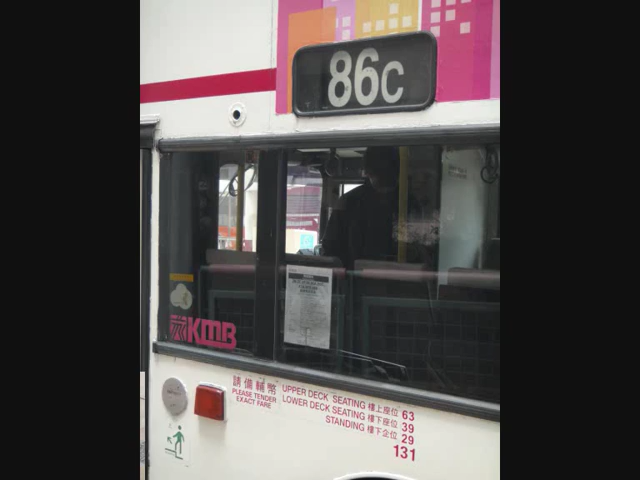 86C
KMB
請備輔幣
PLEASE TENDER
EXACT FARE
UPPER DECK SEATING 樓上座位 63
LOWER DECK SEATING 樓下座位 39
STANDING 樓下企位 29
131